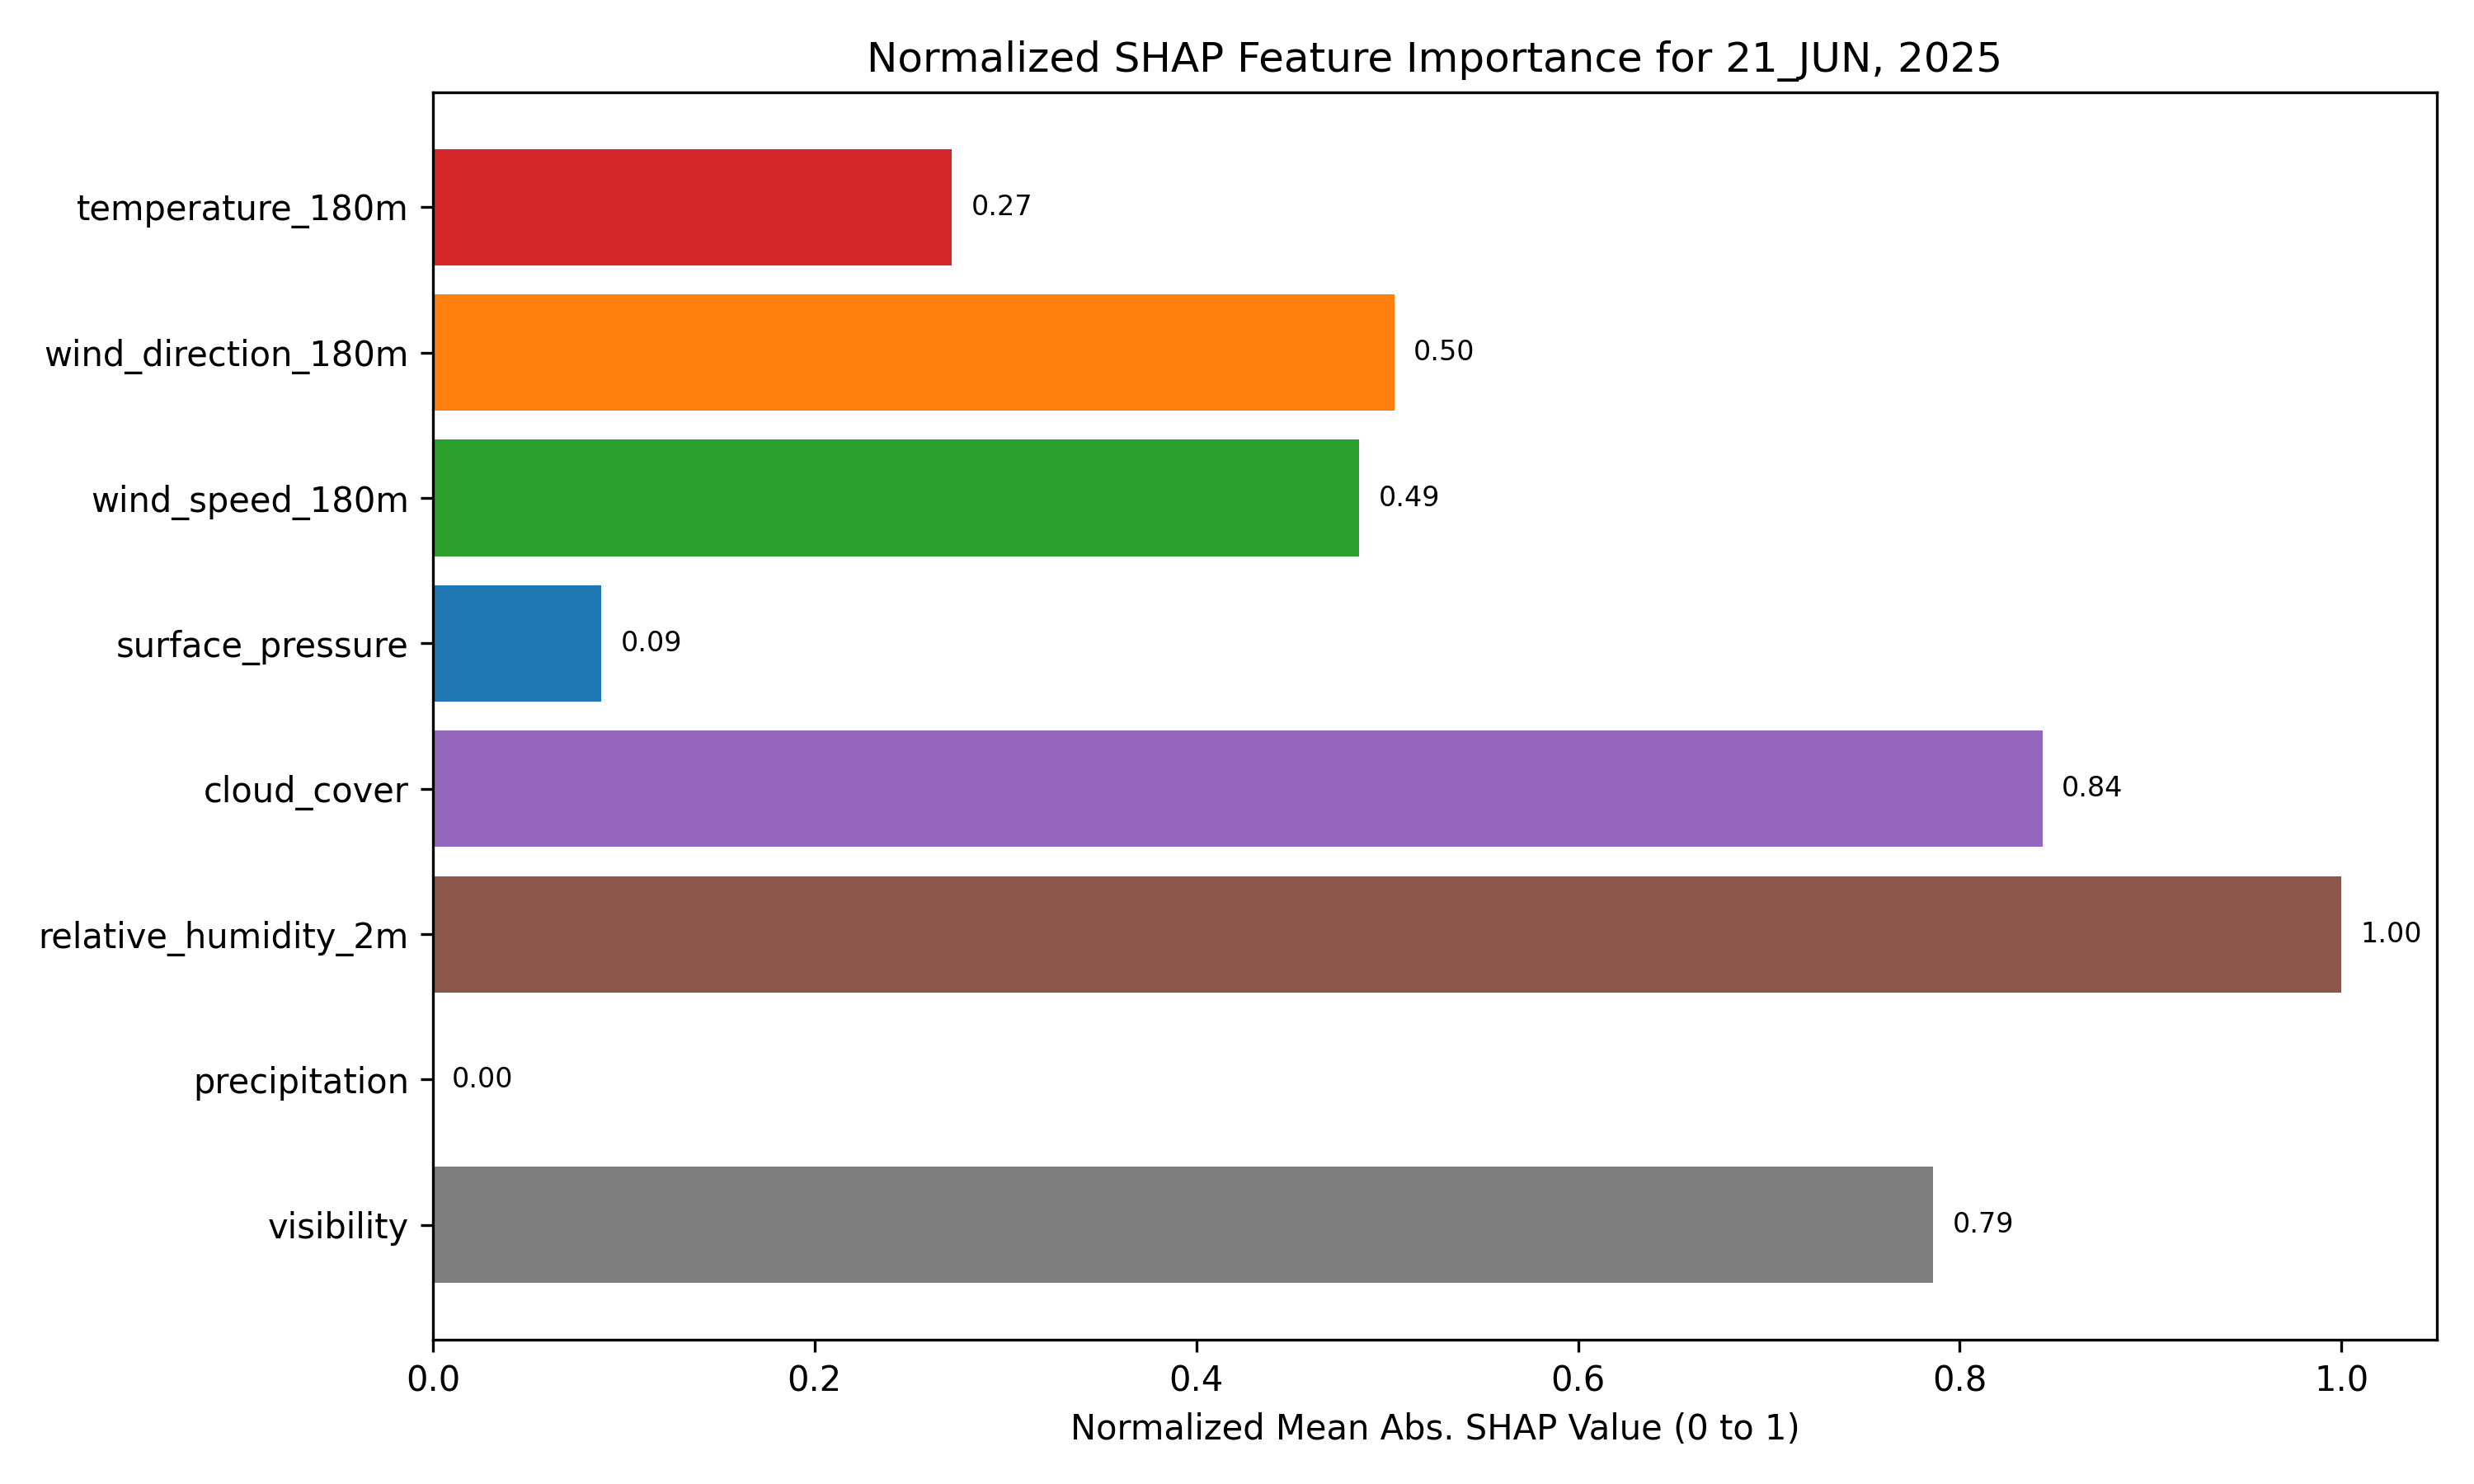 Normalized SHAP Feature Importance for 21_JUN, 2025
temperature_180m
0.27
wind_direction_180m
0.50
wind_speed_180m
0.49
surface_pressure
0.09
cloud_cover
0.84
relative_humidity_2m
1.00
precipitation
0.00
visibility
0.79
0.0 0.2 0.4 0.6 0.8 1.0
Normalized Mean Abs. SHAP Value (0 to 1)